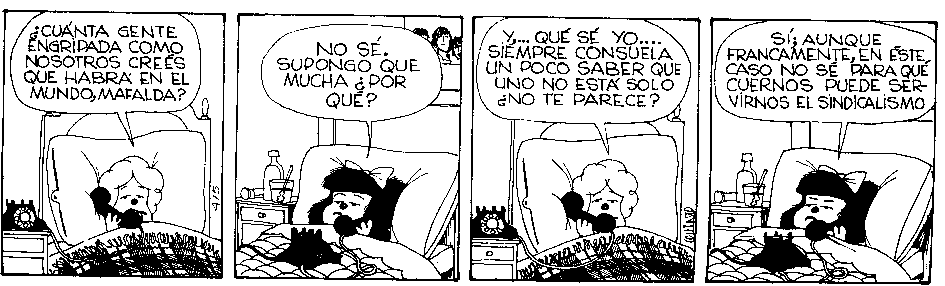 ¿CUÁNTA GENTE
ENGRIPADA COMO
NOSOTROS CREÉS
QUE HABRÁ EN EL
MUNDO, MAFALDA?
NO SÉ.
SUPONGO QUE
MUCHA ¿POR
QUÉ?
Y,... QUÉ SÉ YO....
SIEMPRE CONSUELA
UN POCO SABER QUE
UNO NO ESTÁ SOLO
¿NO TE PARECE?
SÍ; AUNQUE
FRANCAMENTE, EN ESTE
CASO NO SÉ PARA QUÉ
CUERNOS PUEDE SER-
VIRNOS EL SINDICALISMO